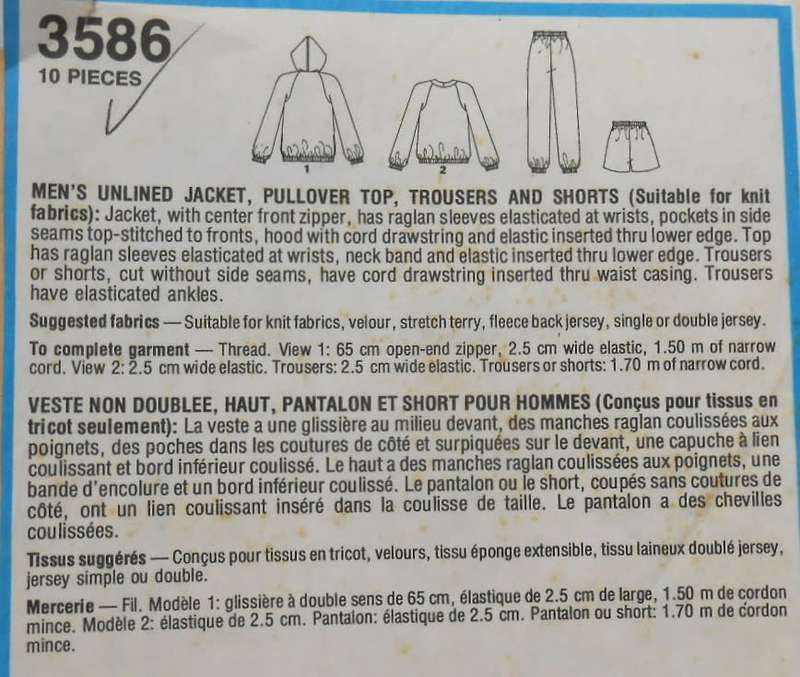 3586
10 PIECES
1
2
MEN'S UNLINED JACKET, PULLOVER TOP, TROUSERS AND SHORTS (Suitable for knit
fabrics): Jacket, with center front zipper, has raglan sleeves elasticated at wrists, pockets in side
seams top-stitched to fronts, hood with cord drawstring and elastic inserted thru lower edge. Top
has raglan sleeves elasticated at wrists, neck band and elastic inserted thru lower edge. Trousers
or shorts, cut without side seams, have cord drawstring inserted thru waist casing. Trousers
have elasticated ankles.
Suggested fabrics — Suitable for knit fabrics, velour, stretch terry, fleece back jersey, single or double jersey.
To complete garment — Thread. View 1: 65 cm open-end zipper, 2.5 cm wide elastic, 1.50 m of narrow
cord. View 2: 2.5 cm wide elastic. Trousers: 2.5 cm wide elastic. Trousers or shorts: 1.70 m of narrow cord.
VESTE NON DOUBLEE, HAUT, PANTALON ET SHORT POUR HOMMES (Conçus pour tissus en
tricot seulement): La veste a une glissière au milieu devant, des manches raglan coulissées aux
poignets, des poches dans les coutures de côté et surpiquées sur le devant, une capuche à lien
coulissant et bord inférieur coulissé. Le haut a des manches raglan coulissées aux poignets, une
bande d'encolure et un bord inférieur coulissé. Le pantalon ou le short, coupés sans coutures de
côté, ont un lien coulissant inséré dans la coulisse de taille. Le pantalon a des chevilles
coulissées.
Tissus suggérés — Conçus pour tissus en tricot, velours, tissu éponge extensible, tissu laineux doublé jersey,
jersey simple ou double.
Mercerie — Fil. Modèle 1: glissière à double sens de 65 cm, élastique de 2.5 cm de large, 1.50 m de cordon
mince. Modèle 2: élastique de 2.5 cm. Pantalon: élastique de 2.5 cm. Pantalon ou short: 1.70 m de cordon
mince.